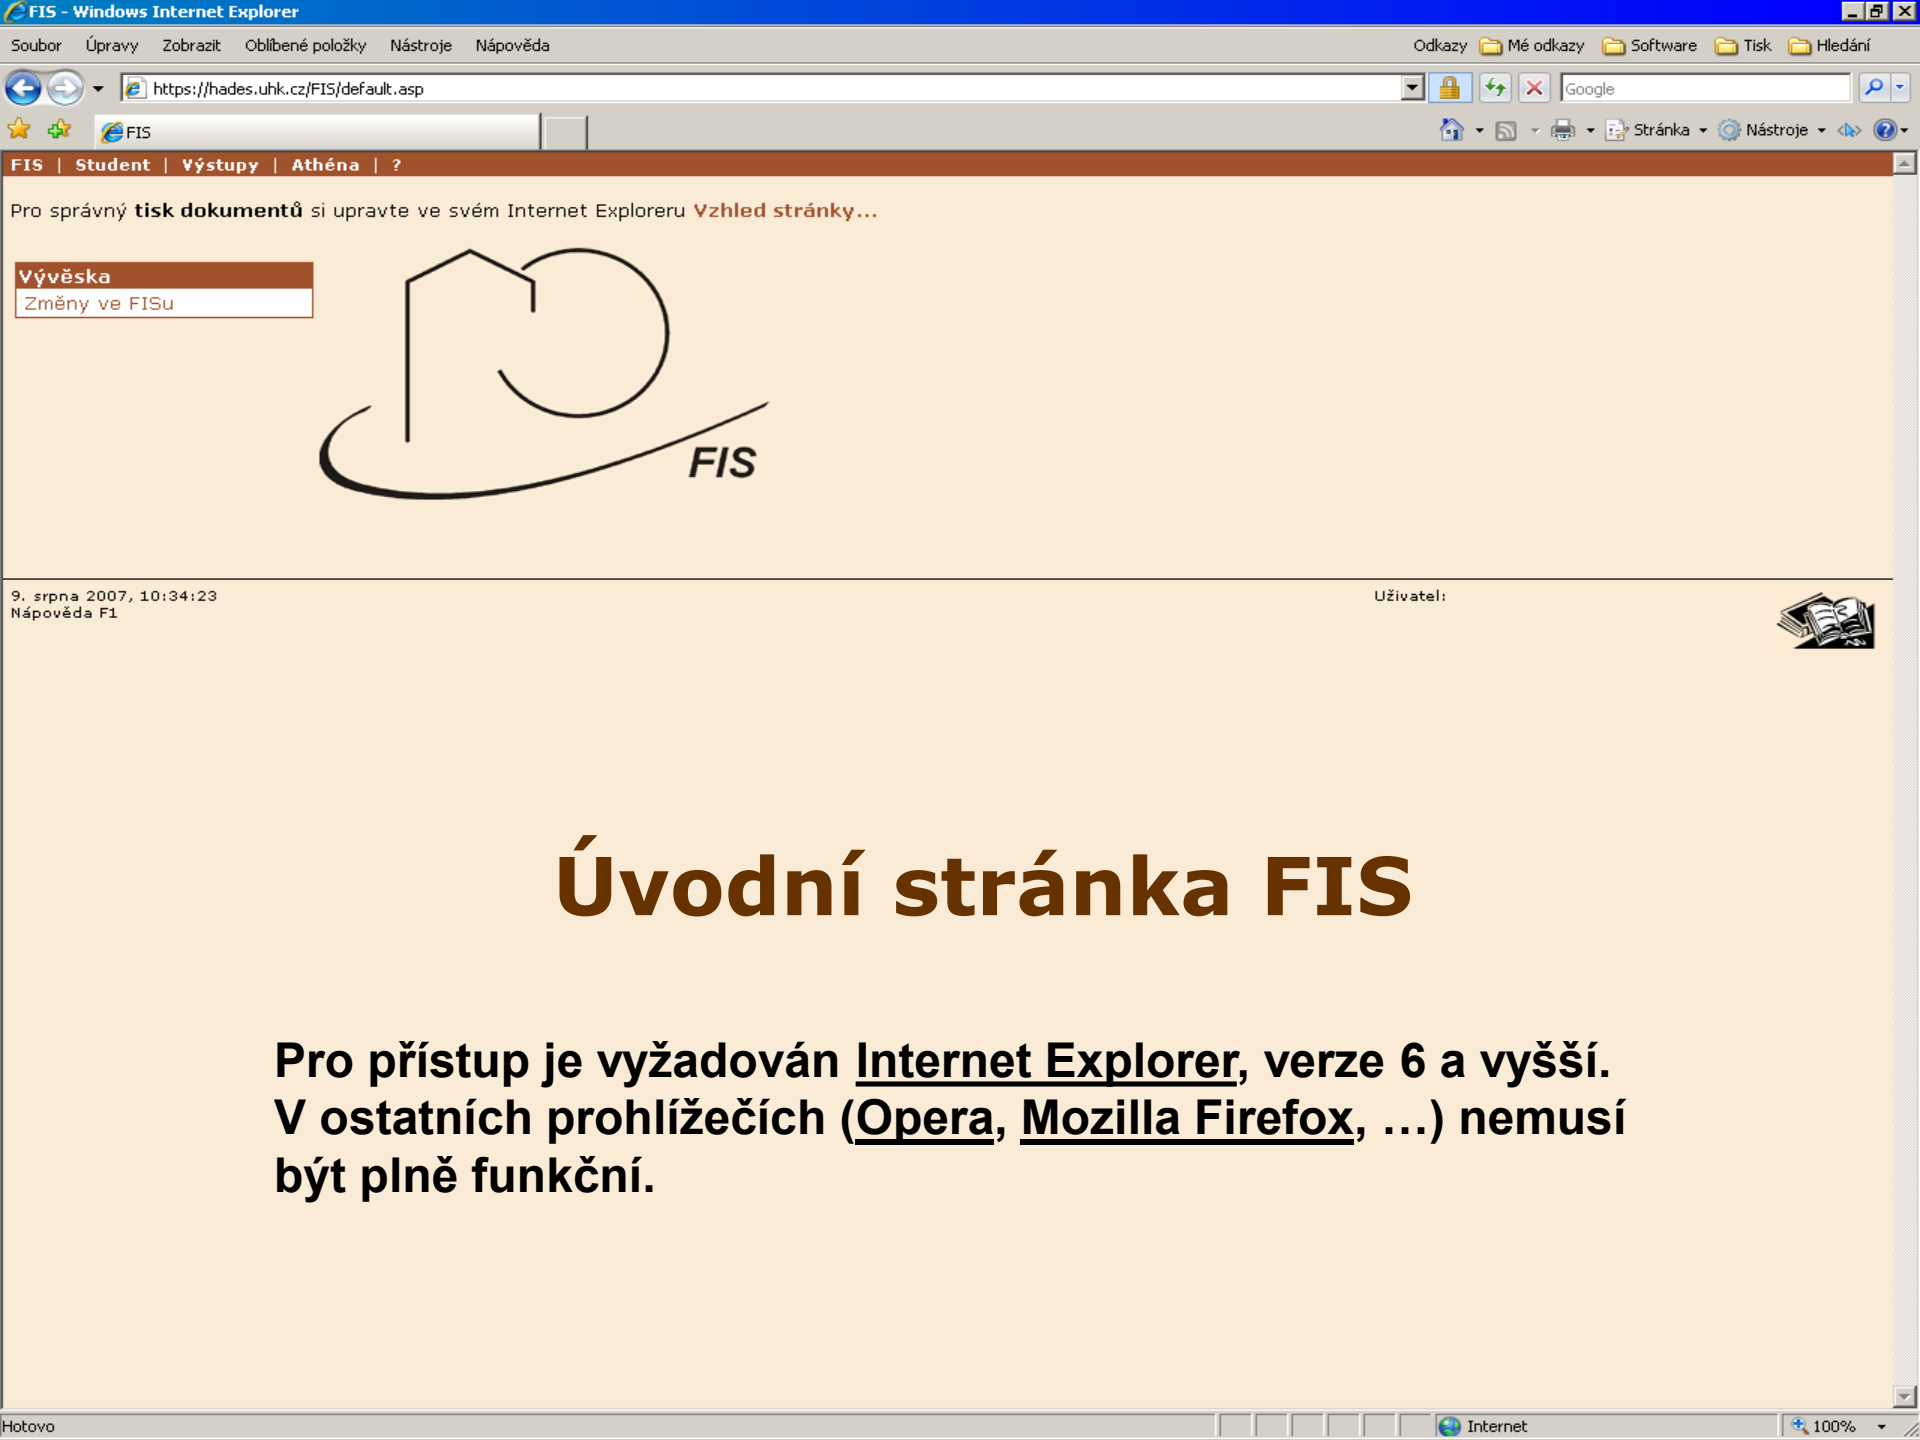 FIS - Windows Internet Explorer
Soubor Úpravy Zobrazit Oblíbené položky Nástroje Nápověda
Odkazy Mé odkazy Software Tisk Hledání
https://hades.uhk.cz/FIS/default.asp
Google
FIS
Stránka Nástroje
FIS | Student | Výstupy | Athéna | ?
Pro správný tisk dokumentů si upravte ve svém Internet Exploreru Vzhled stránky...
Vývěska
Změny ve FISu
FIS
9. srpna 2007, 10:34:23
Uživatel:
Nápověda F1
Úvodní stránka FIS
Pro přístup je vyžadován Internet Explorer, verze 6 a vyšší.
V ostatních prohlížečích (Opera, Mozilla Firefox, …) nemusí
být plně funkční.
Hotovo
Internet
100%